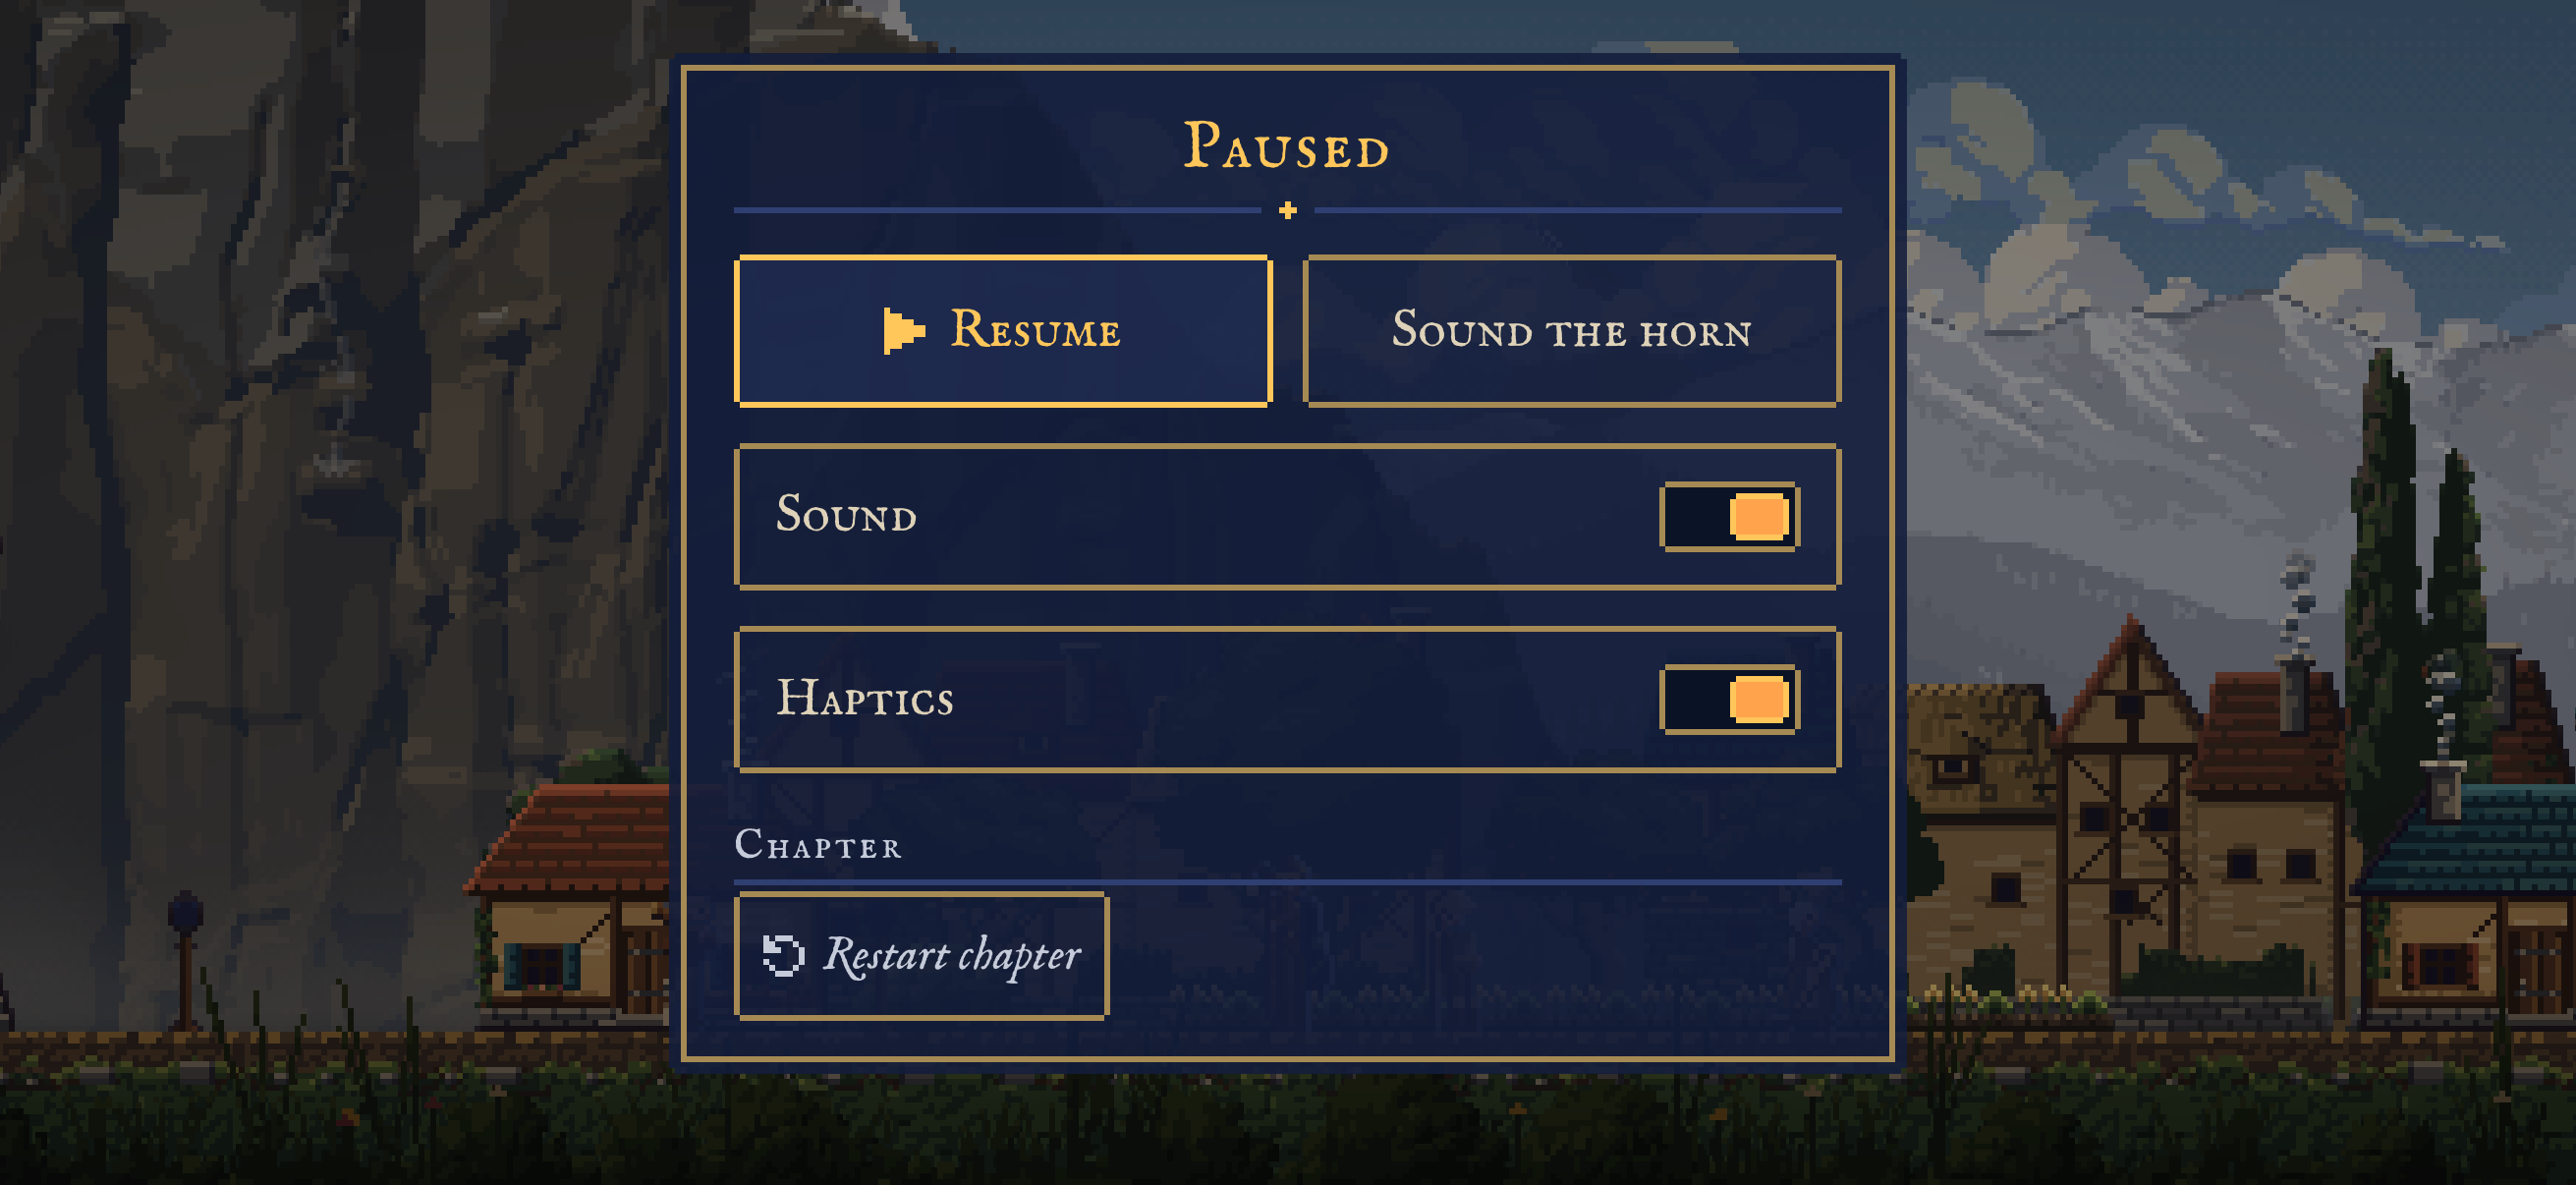 Paused
Resume
Sound the horn
Sound
Haptics
Chapter
Restart chapter